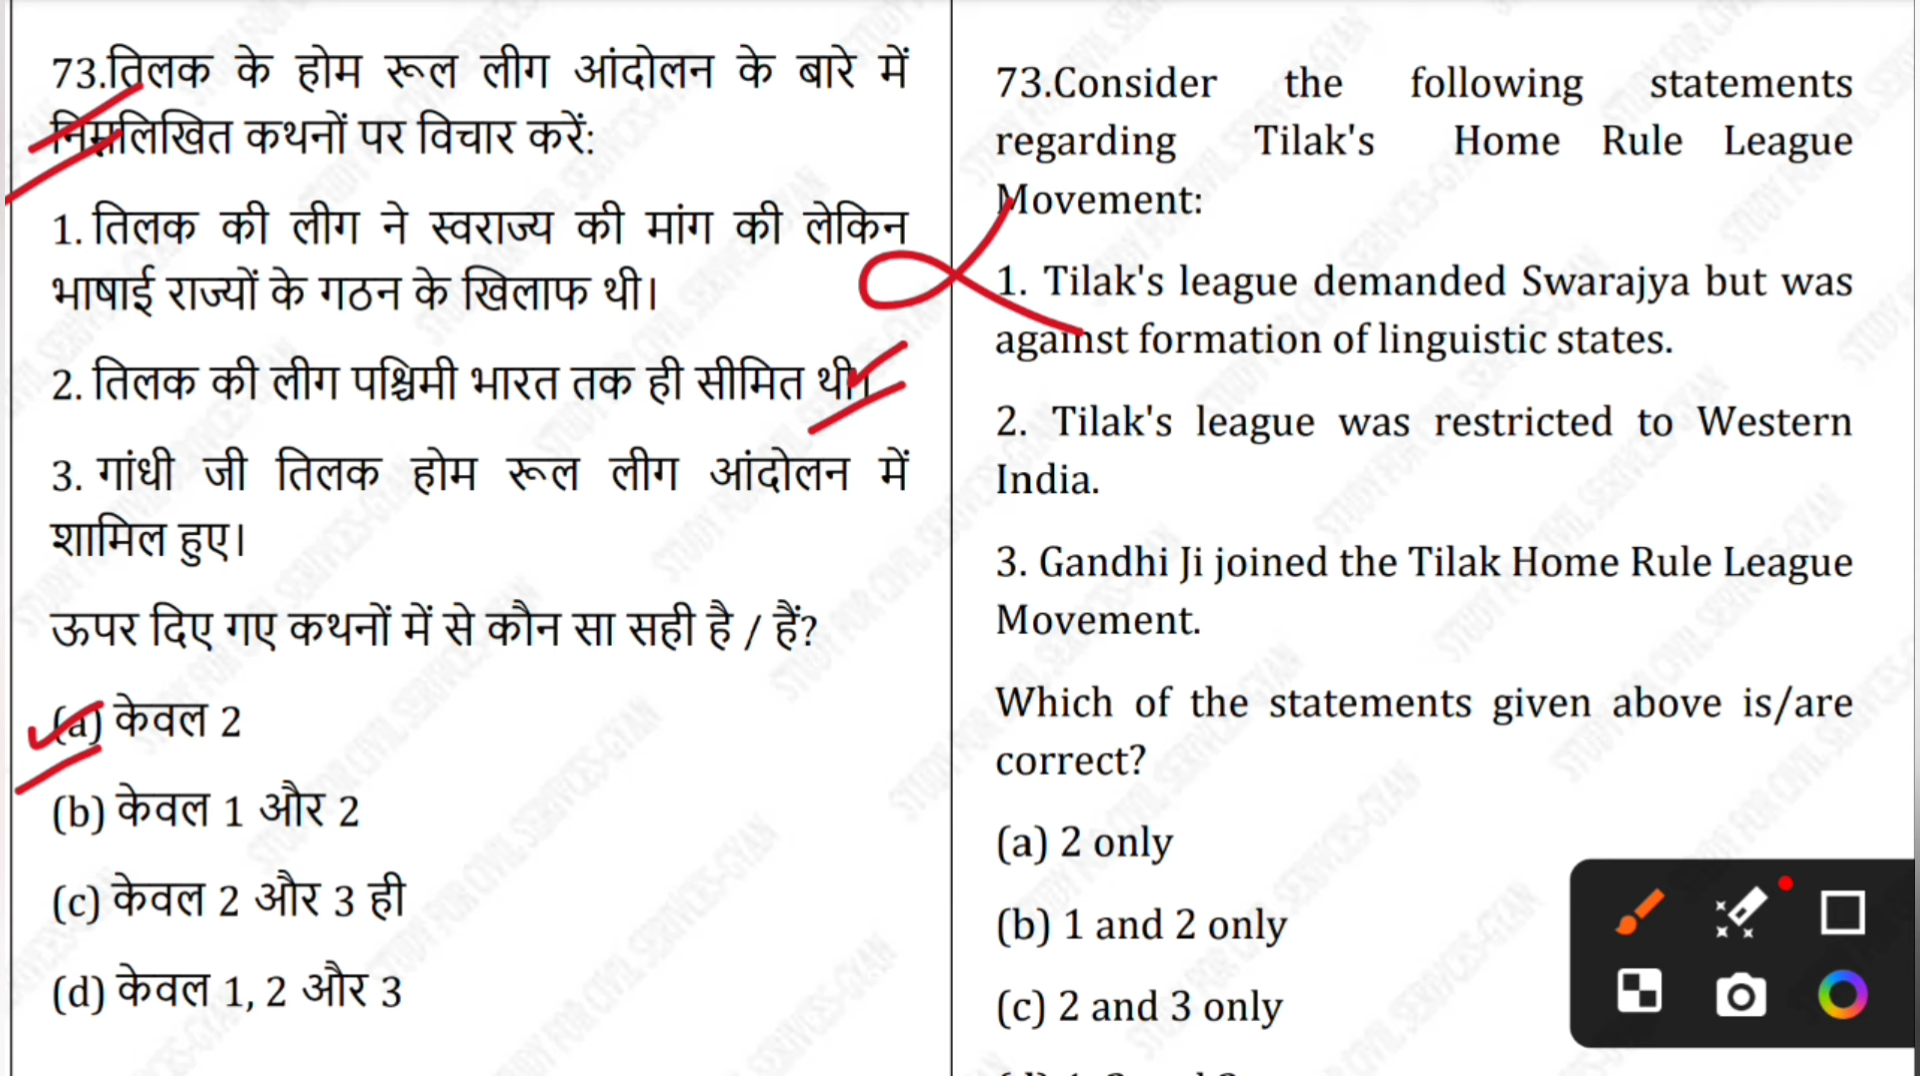 73.तिलक के होम रूल लीग आंदोलन के बारे में
निम्नलिखित कथनों पर विचार करें:
1. तिलक की लीग ने स्वराज्य की मांग की लेकिन
भाषाई राज्यों के गठन के खिलाफ थी।
2. तिलक की लीग पश्चिमी भारत तक ही सीमित थी।
3. गांधी जी तिलक होम रूल लीग आंदोलन में
शामिल हुए।
ऊपर दिए गए कथनों में से कौन सा सही है / हैं?
(a) केवल 2
(b) केवल 1 और 2
(c) केवल 2 और 3 ही
(d) केवल 1, 2 और 3
73.Consider the following statements
regarding Tilak's Home Rule League
Movement:
1. Tilak's league demanded Swarajya but was
against formation of linguistic states.
2. Tilak's league was restricted to Western
India.
3. Gandhi Ji joined the Tilak Home Rule League
Movement.
Which of the statements given above is/are
correct?
(a) 2 only
(b) 1 and 2 only
(c) 2 and 3 only